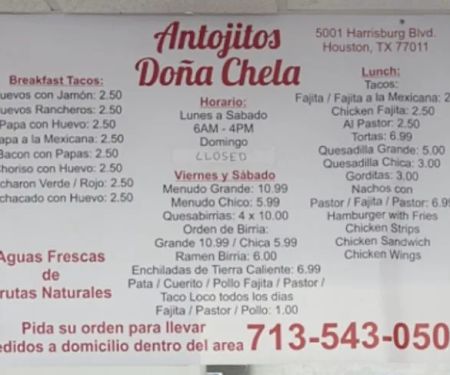 Antojitos
Doña Chela
5001 Harrisburg Blvd.
Houston, TX 77011
Breakfast Tacos:
uevos con Jamón: 2.50
uevos Rancheros: 2.50
Papa con Huevo: 2.50
apa a la Mexicana: 2.50
Bacon con Papas: 2.50
horiso con Huevo: 2.50
charon Verde / Rojo: 2.50
achacado con Huevo: 2.50
Aguas Frescas
de
rutas Naturales
Horario:
Lunes a Sabado
6AM - 4PM
Domingo
CLOSED
Viernes y Sábado
Menudo Grande: 10.99
Menudo Chico: 5.99
Quesabirrias: 4 x 10.00
Orden de Birria:
Grande 10.99 / Chica 5.99
Ramen Birria: 6.00
Enchiladas de Tierra Caliente: 6.99
Pata / Cuerito / Pollo Fajita / Pastor /
Taco Loco todos los dias
Fajita / Pastor / Pollo: 1.00
Lunch:
Tacos:
Fajita / Fajita a la Mexicana: 2
Chicken Fajita: 2.50
Al Pastor: 2.50
Tortas: 6.99
Quesadilla Grande: 5.00
Quesadilla Chica: 3.00
Gorditas: 3.00
Nachos con
Pastor / Fajita / Pastor: 6.9
Hamburger with Fries
Chicken Strips
Chicken Sandwich
Chicken Wings
Pida su orden para llevar
edidos a domicilio dentro del area 713-543-050